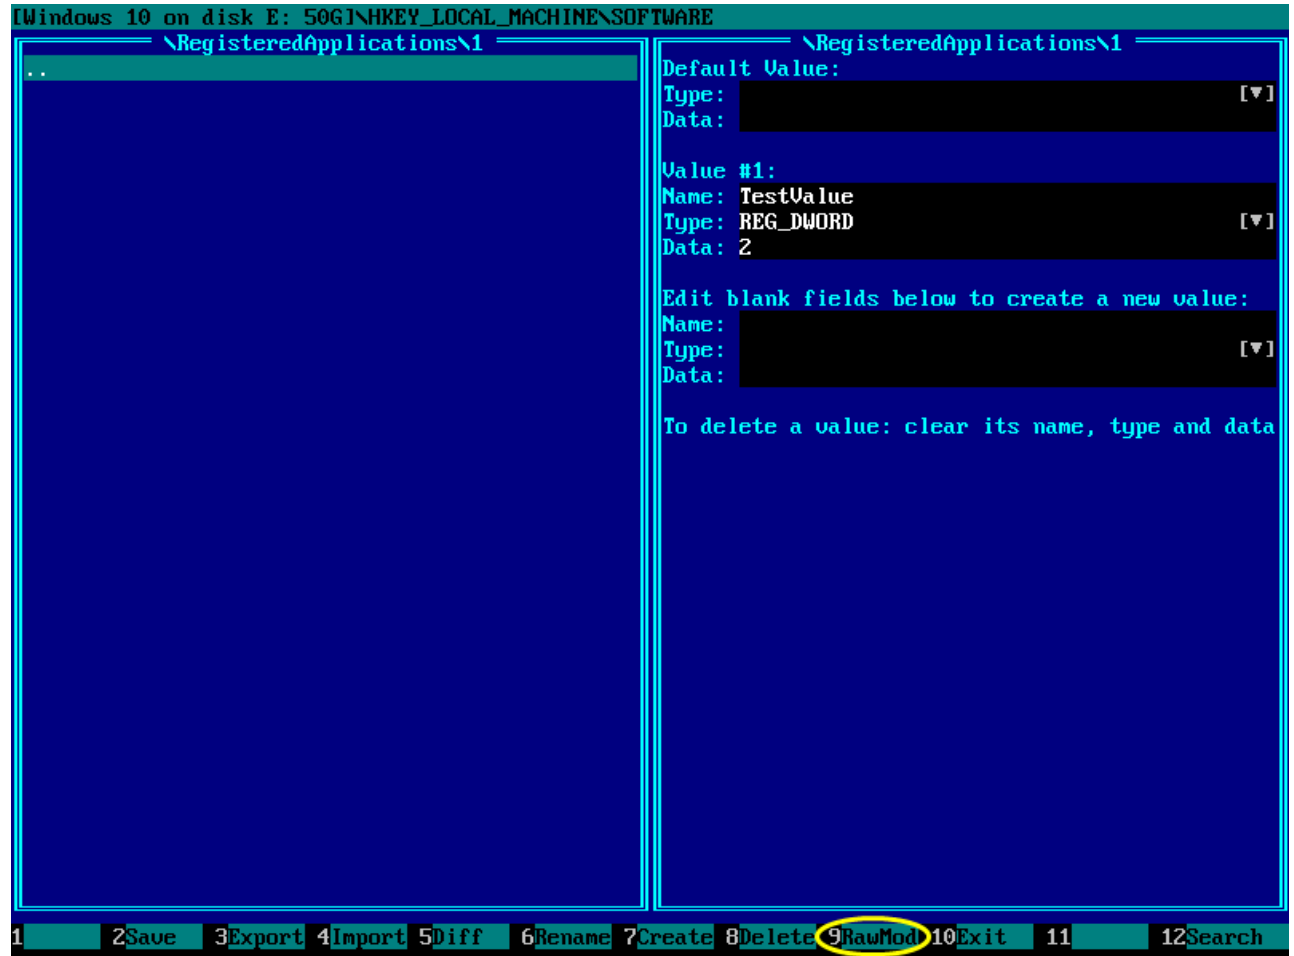 [Windows 10 on disk E: 50G]\HKEY_LOCAL_MACHINE\SOFTWARE
\RegisteredApplications\1
..
\RegisteredApplications\1
Default Value:
Type: [▼]
Data:
Value #1:
Name: TestValue
Type: REG_DWORD [▼]
Data: 2
Edit blank fields below to create a new value:
Name:
Type: [▼]
Data:
To delete a value: clear its name, type and data
1 2Save 3Export 4Import 5Diff 6Rename 7Create 8Delete 9RawMod 10Exit 11 12Search